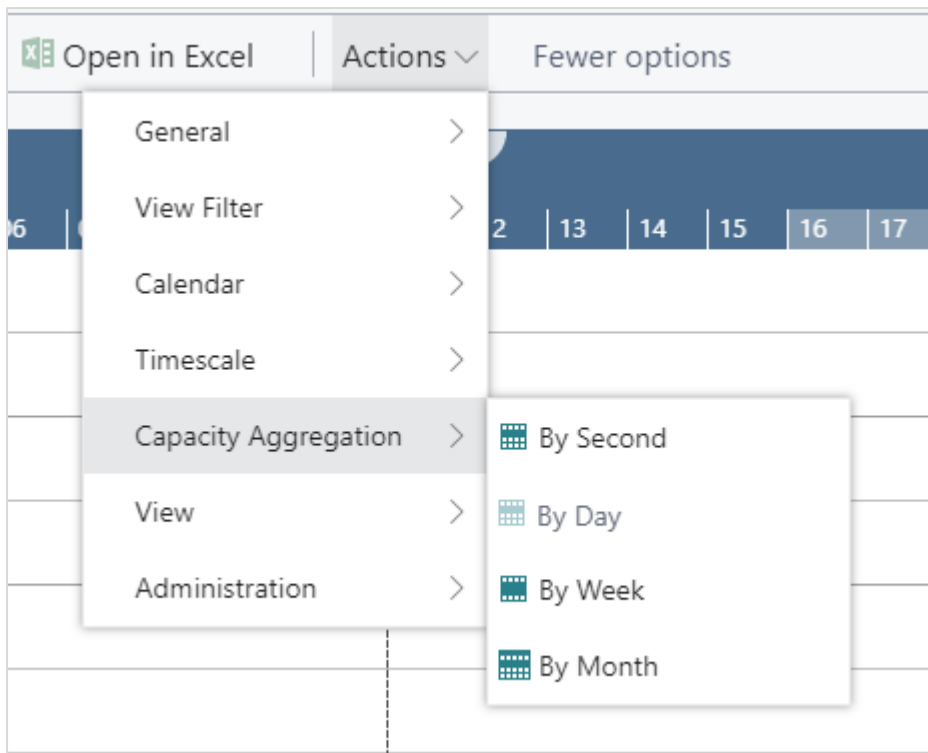 Open in Excel Actions Fewer options
General
View Filter
Calendar
Timescale
Capacity Aggregation
View
Administration
13 14 15 16 17
By Second
By Day
By Week
By Month